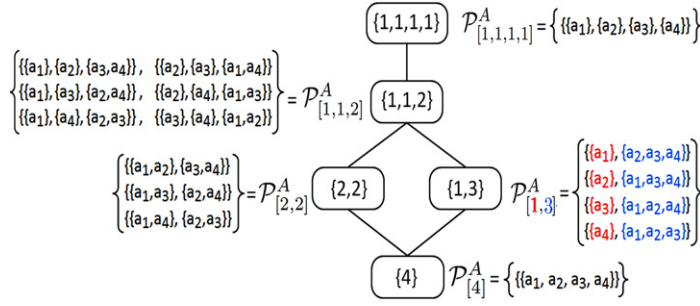 {1,1,1,1} 𝒫^A_[1,1,1,1] = {{{a₁}, {a₂}, {a₃}, {a₄}}}
{{a₁},{a₂},{a₃,a₄}} , {{a₂},{a₃},{a₁,a₄}}
{{a₁},{a₃},{a₂,a₄}} , {{a₂},{a₄},{a₁,a₃}} = 𝒫^A_[1,1,2] {1,1,2}
{{a₁},{a₄},{a₂,a₃}} , {{a₃},{a₄},{a₁,a₂}}
{{a₁,a₂},{a₃,a₄}}
{{a₁,a₃},{a₂,a₄}} = 𝒫^A_[2,2] {2,2}
{{a₁,a₄},{a₂,a₃}}
{1,3} 𝒫^A_[1,3] =
{{a₁}, {a₂,a₃,a₄}}
{{a₂}, {a₁,a₃,a₄}}
{{a₃}, {a₁,a₂,a₄}}
{{a₄}, {a₁,a₂,a₃}}
{4} 𝒫^A_[4] = {{{a₁, a₂, a₃, a₄}}}